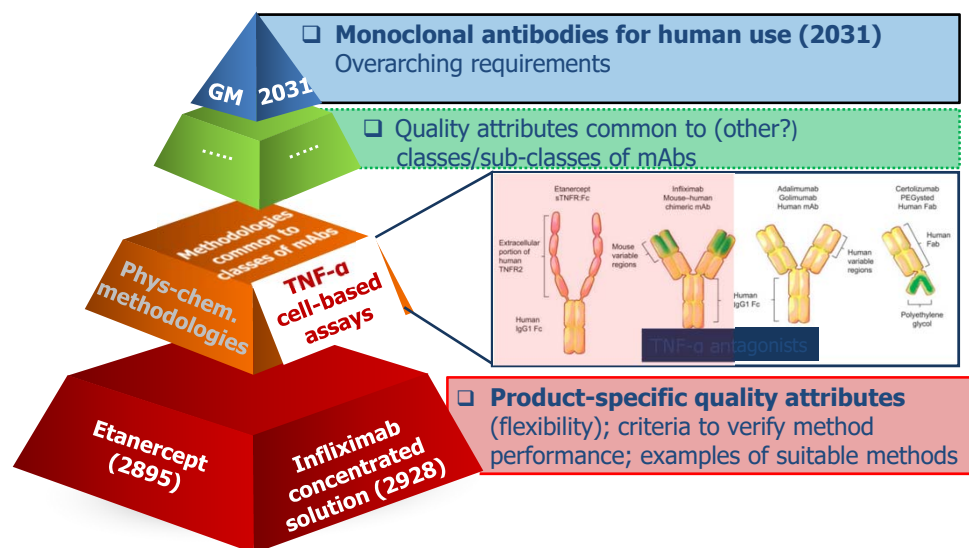 ❑ Monoclonal antibodies for human use (2031)
Overarching requirements
GM
2031
❑ Quality attributes common to (other?)
classes/sub-classes of mAbs
.....
.....
Methodologies
common to
classes of mAbs
Phys-chem.
methodologies
TNF-α
cell-based
assays
Etanercept
sTNFR:Fc
Infliximab
Mouse–human
chimeric mAb
Adalimumab
Golimumab
Human mAb
Certolizumab
PEGysted
Human Fab
Extracellular
portion of
human
TNFR2
Mouse
variable
regions
Human
variable
regions
Human
Fab
Human
IgG1 Fc
Human
IgG1 Fc
Polyethylene
glycol
TNF-α antagonists
❑ Product-specific quality attributes
(flexibility); criteria to verify method
performance; examples of suitable methods
Etanercept
(2895)
Infliximab
concentrated
solution (2928)